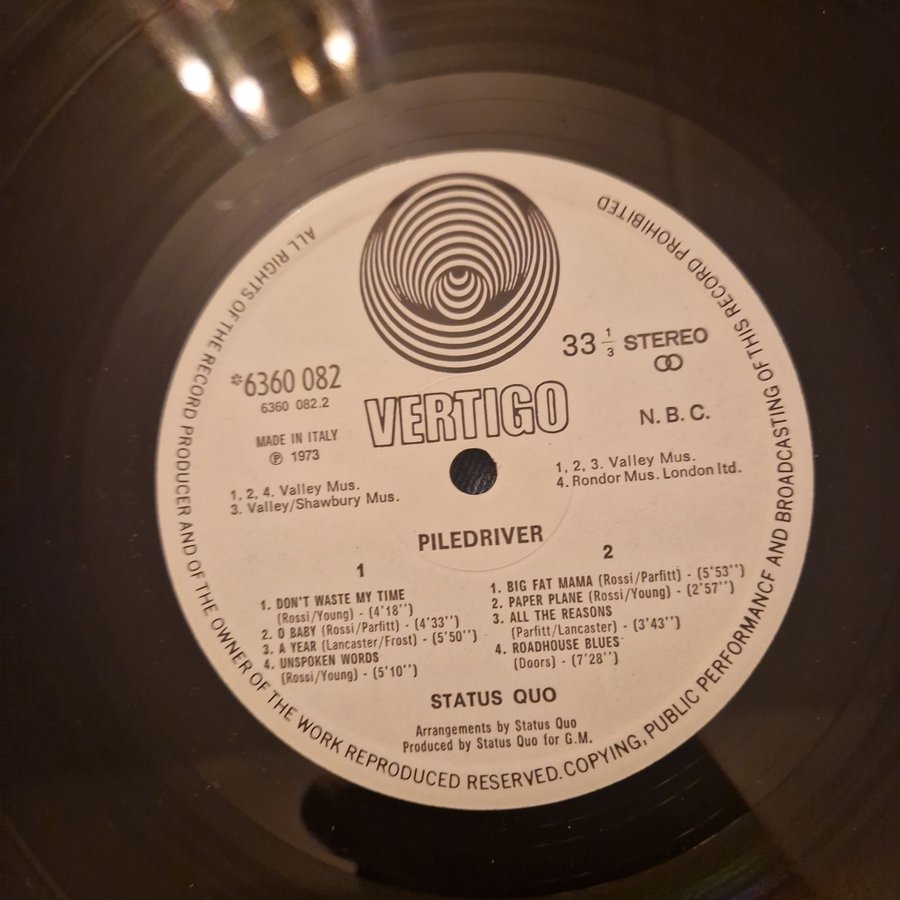 ALL RIGHTS OF THE RECORD PRODUCER AND OF THE OWNER OF THE WORK REPRODUCED RESERVED. COPYING, PUBLIC PERFORMANCE AND BROADCASTING OF THIS RECORD PROHIBITED
33 1/3 STEREO
*6360 082
6360 082.2
VERTIGO
N. B. C.
MADE IN ITALY
℗ 1973
1, 2, 4. Valley Mus.
3. Valley/Shawbury Mus.
1, 2, 3. Valley Mus.
4. Rondor Mus. London ltd.
PILEDRIVER
1
1. DON'T WASTE MY TIME
(Rossi/Young) - (4'18'')
2. O BABY (Rossi/Parfitt) - (4'33'')
3. A YEAR (Lancaster/Frost) - (5'50'')
4. UNSPOKEN WORDS
(Rossi/Young) - (5'10'')
2
1. BIG FAT MAMA (Rossi/Parfitt) - (5'53'')
2. PAPER PLANE (Rossi/Young) - (2'57'')
3. ALL THE REASONS
(Parfitt/Lancaster) - (3'43'')
4. ROADHOUSE BLUES
(Doors) - (7'28'')
STATUS QUO
Arrangements by Status Quo
Produced by Status Quo for G.M.